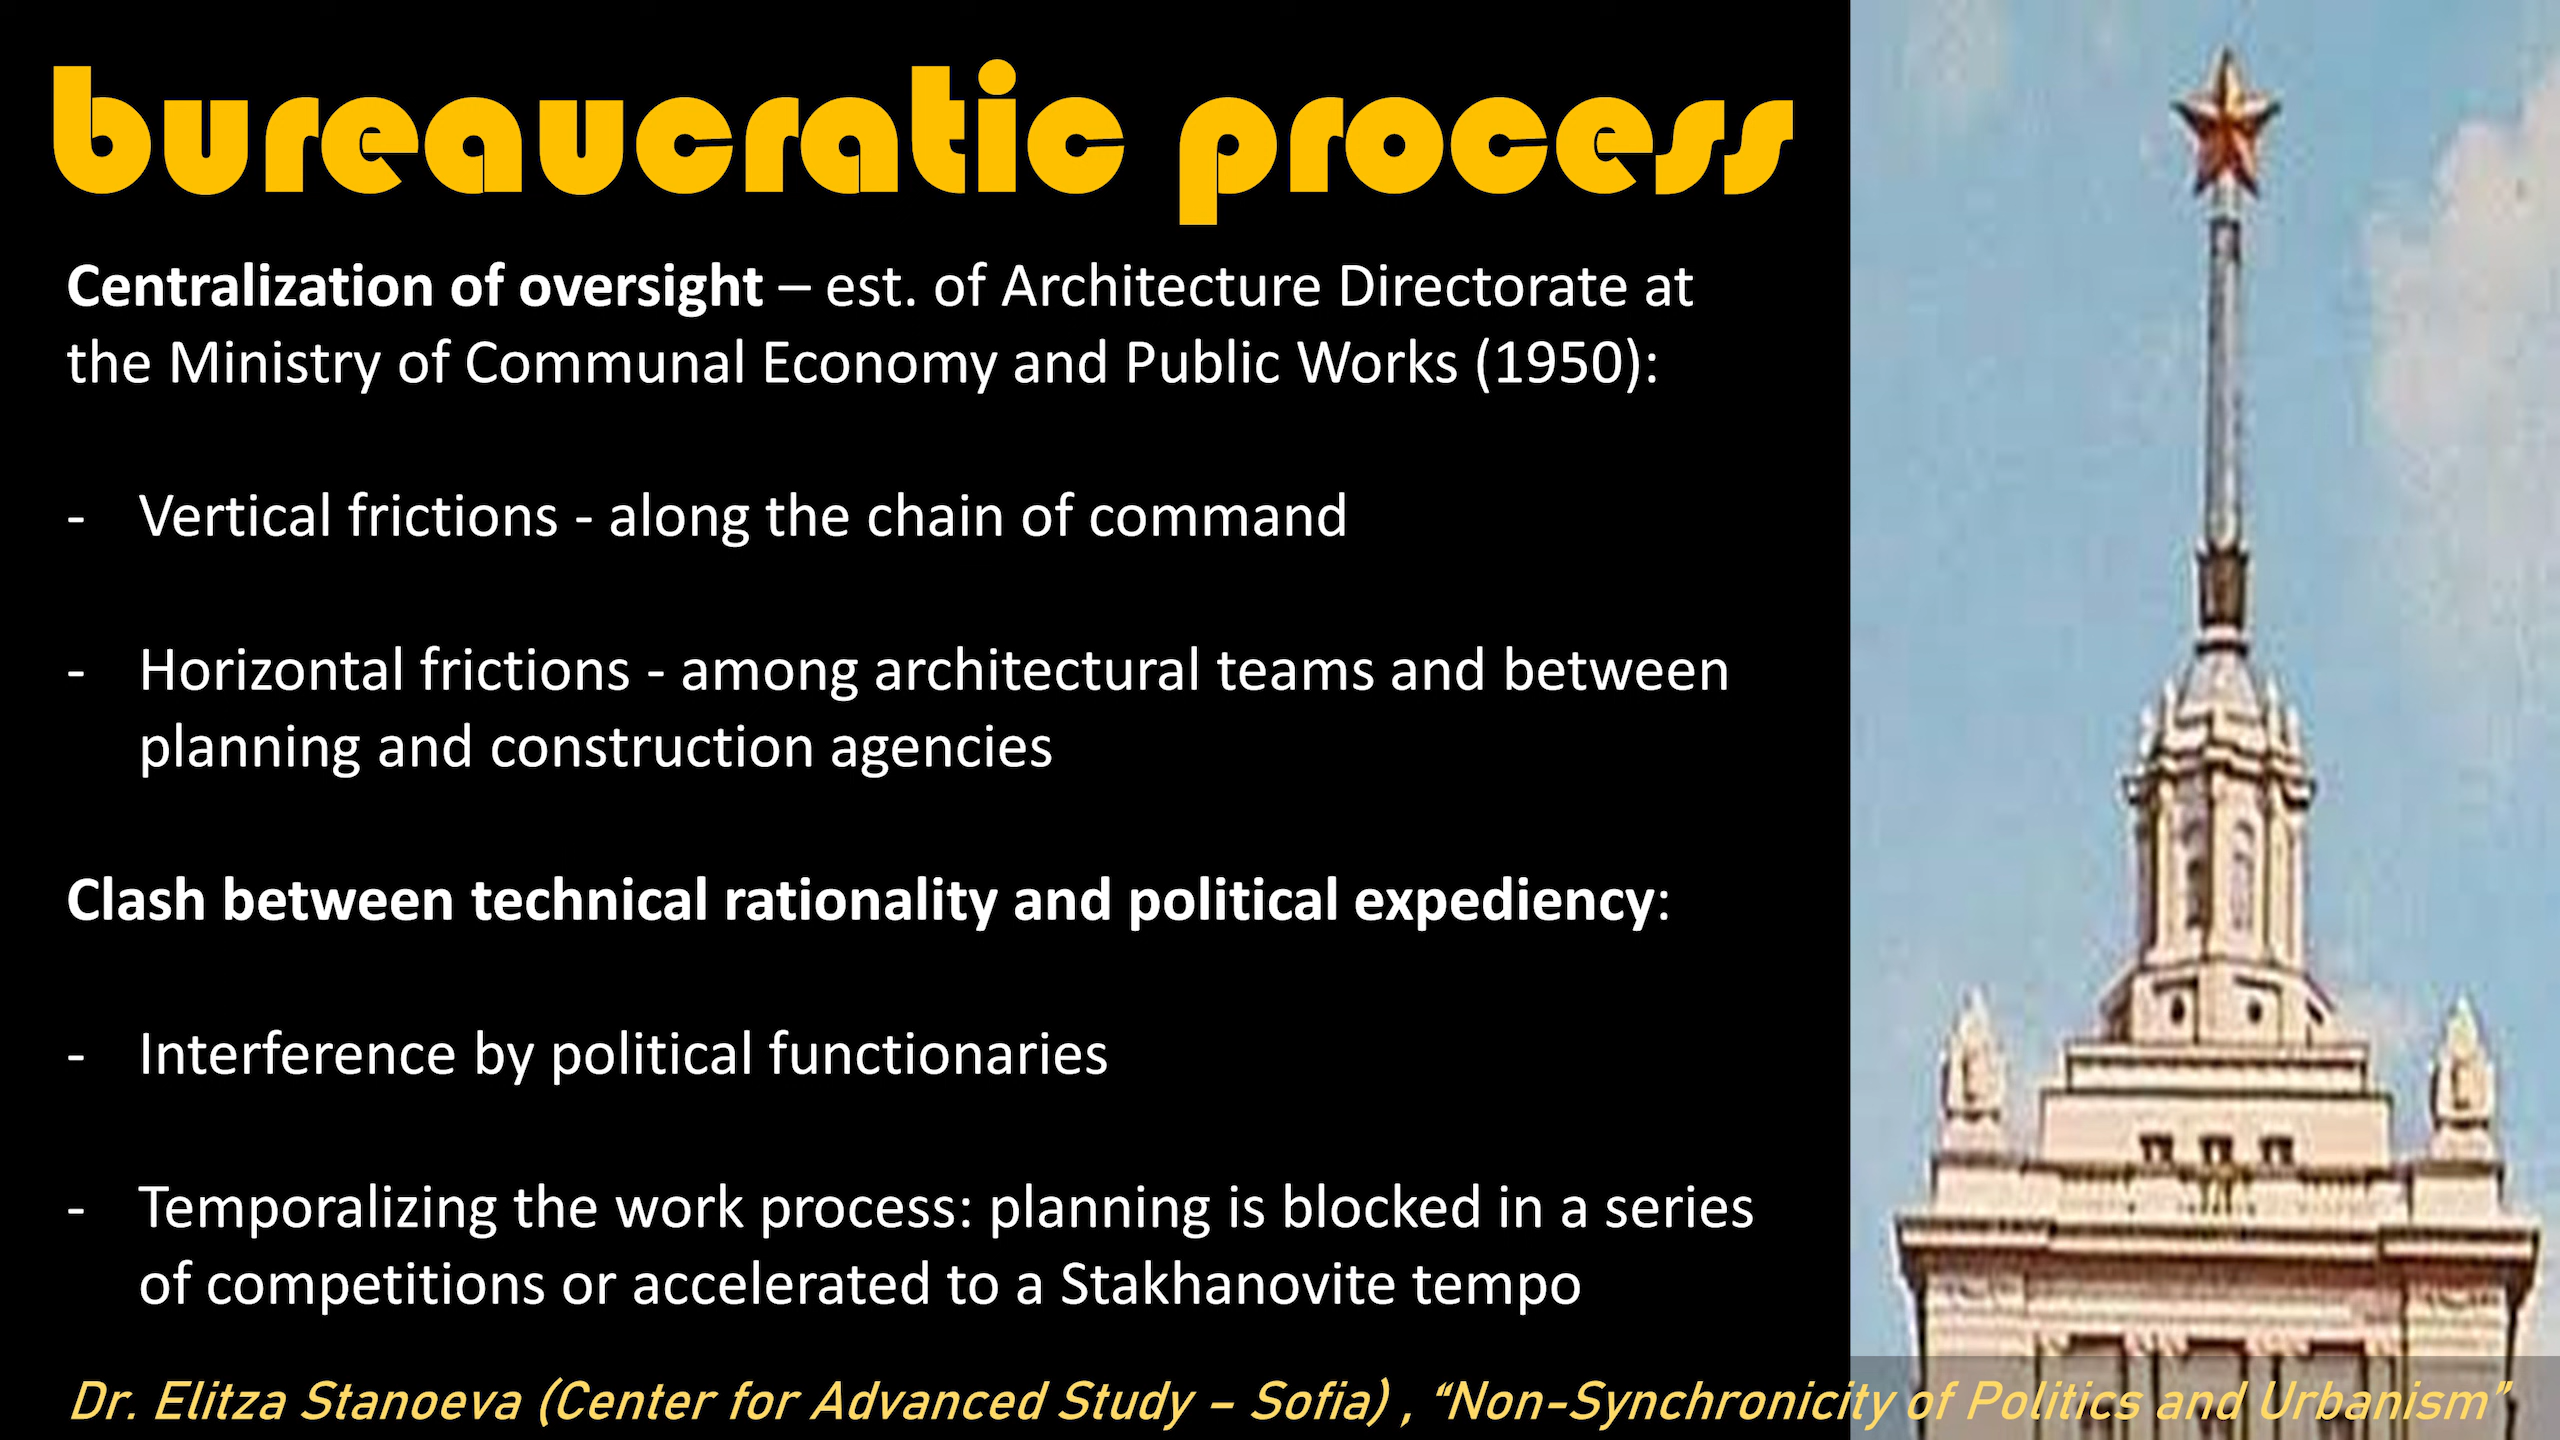 bureaucratic process
Centralization of oversight – est. of Architecture Directorate at
the Ministry of Communal Economy and Public Works (1950):
- Vertical frictions - along the chain of command
- Horizontal frictions - among architectural teams and between
planning and construction agencies
Clash between technical rationality and political expediency:
- Interference by political functionaries
- Temporalizing the work process: planning is blocked in a series
of competitions or accelerated to a Stakhanovite tempo
Dr. Elitza Stanoeva (Center for Advanced Study – Sofia) , “Non-Synchronicity of Politics and Urbanism”